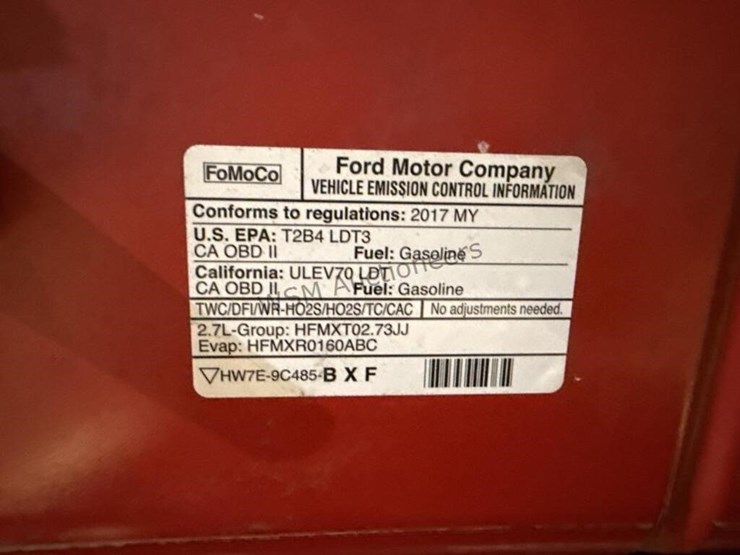 FoMoCo
Ford Motor Company
VEHICLE EMISSION CONTROL INFORMATION
Conforms to regulations: 2017 MY
U.S. EPA: T2B4 LDT3
CA OBD II Fuel: Gasoline
California: ULEV70 LDT
CA OBD II Fuel: Gasoline
TWC/DFI/WR-HO2S/HO2S/TC/CAC No adjustments needed.
2.7L-Group: HFMXT02.73JJ
Evap: HFMXR0160ABC
HW7E-9C485-B X F
WSM Auctioneers